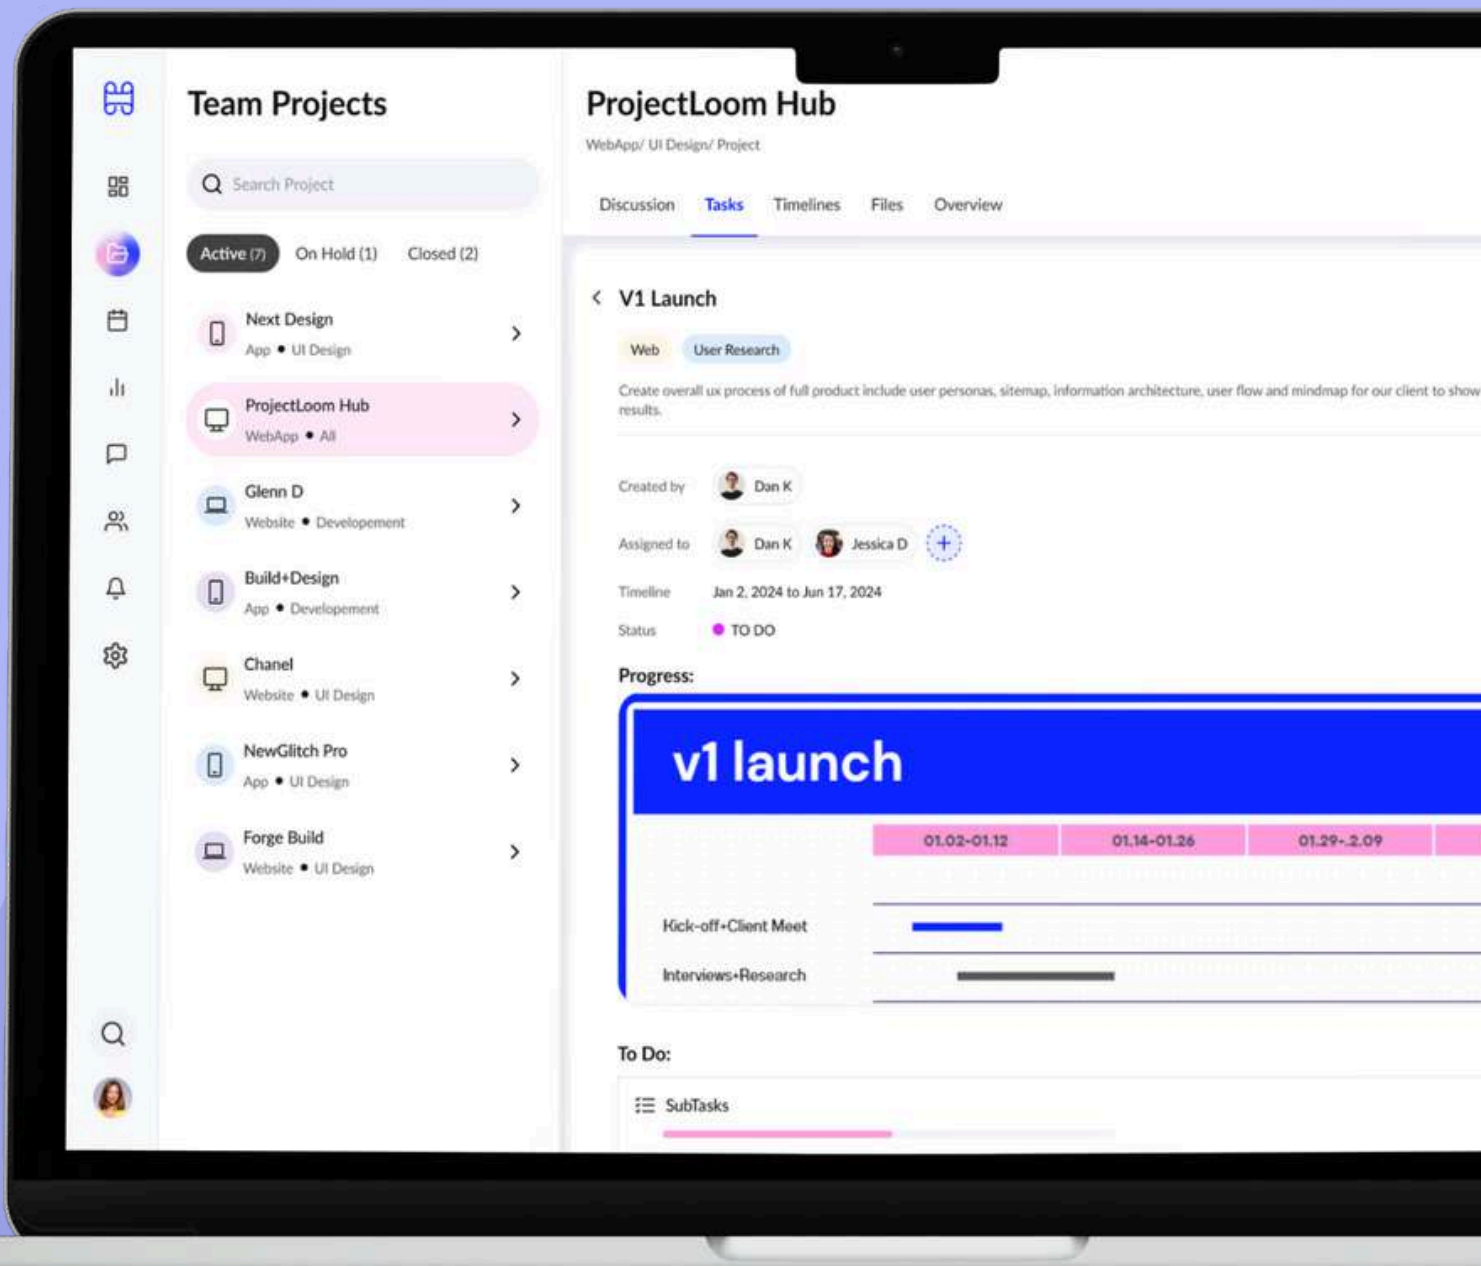 Team Projects
Search Project
Active (7) On Hold (1) Closed (2)
Next Design
App • UI Design
ProjectLoom Hub
WebApp • All
Glenn D
Website • Developement
Build+Design
App • Developement
Chanel
Website • UI Design
NewGlitch Pro
App • UI Design
Forge Build
Website • UI Design
ProjectLoom Hub
WebApp/ UI Design/ Project
Discussion Tasks Timelines Files Overview
V1 Launch
Web User Research
Create overall ux process of full product include user personas, sitemap, information architecture, user flow and mindmap for our client to show
results.
Created by Dan K
Assigned to Dan K Jessica D
Timeline Jan 2, 2024 to Jun 17, 2024
Status TO DO
Progress:
v1 launch
01.02-01.12 01.14-01.26 01.29-.2.09
Kick-off+Client Meet
Interviews+Research
To Do:
SubTasks